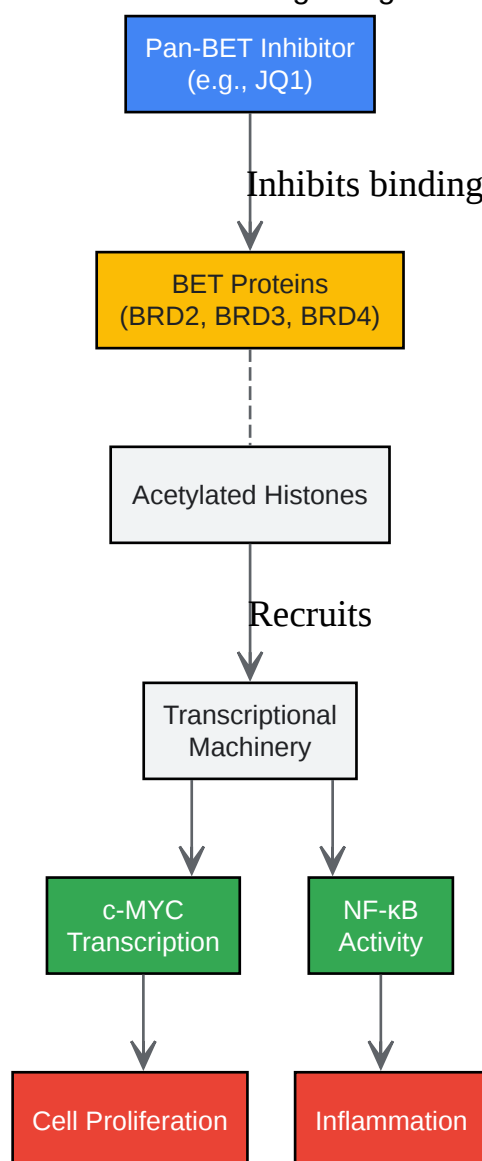 Pan-BET Inhibitor
(e.g., JQ1)
Inhibits binding
BET Proteins
(BRD2, BRD3, BRD4)
Acetylated Histones
Recruits
Transcriptional
Machinery
c-MYC
Transcription
NF-κB
Activity
Cell Proliferation
Inflammation